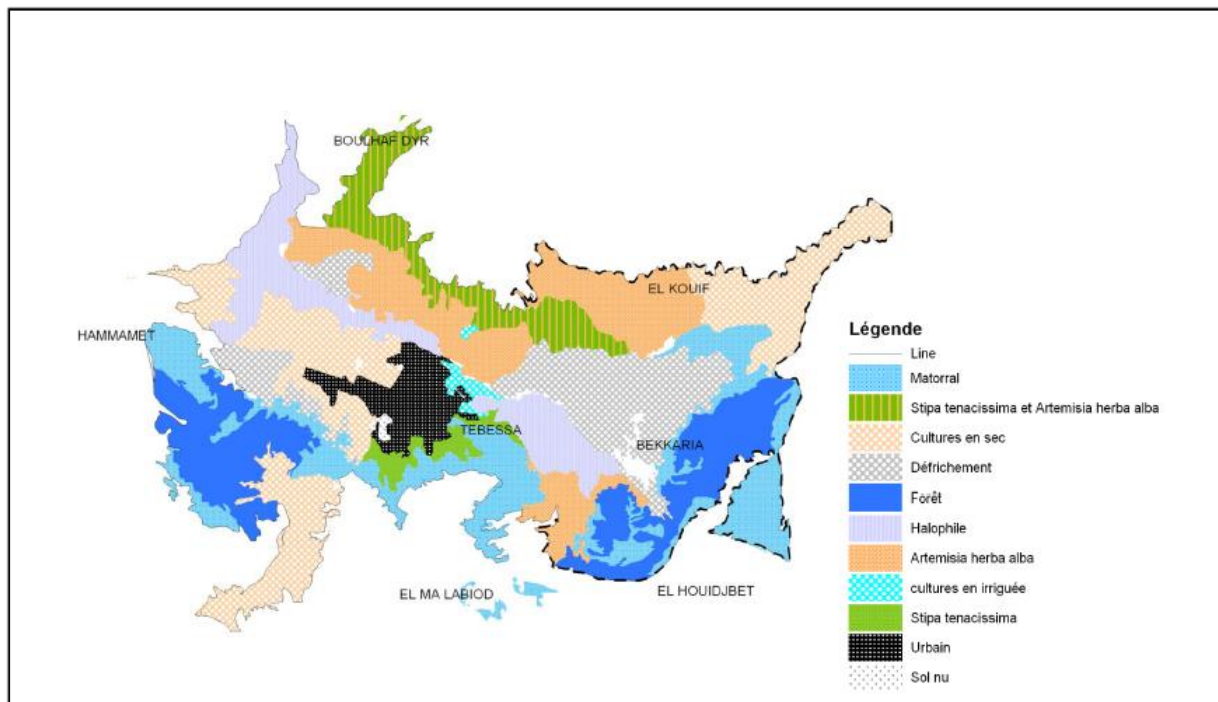 BOULHAF DYR
EL KOUIF
HAMMAMET
TEBESSA
BEKKARIA
EL MA LABIOD
EL HOUIDJBET
Légende
Line
Matorral
Stipa tenacissima et Artemisia herba alba
Cultures en sec
Défrichement
Forêt
Halophile
Artemisia herba alba
cultures en irriguée
Stipa tenacissima
Urbain
Sol nu